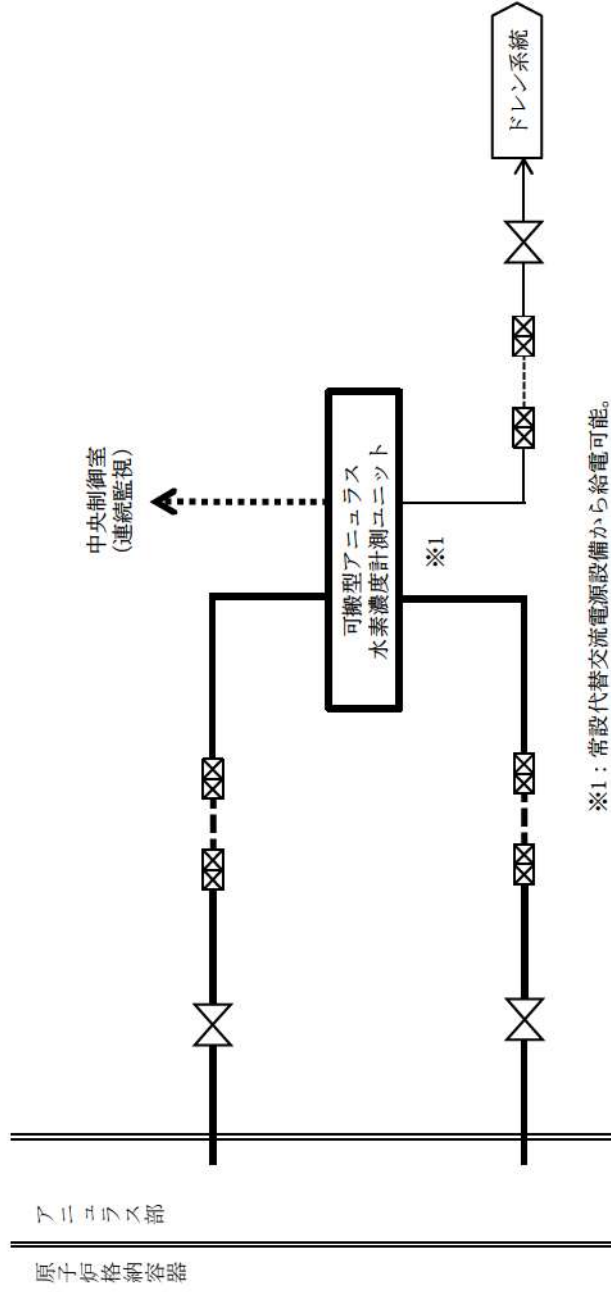 原子炉格納容器
アニュラス部
中央制御室
(連続監視)
可搬型アニュラス
水素濃度計測ユニット
※1
ドレン系統
※1：常設代替交流電源設備から給電可能。